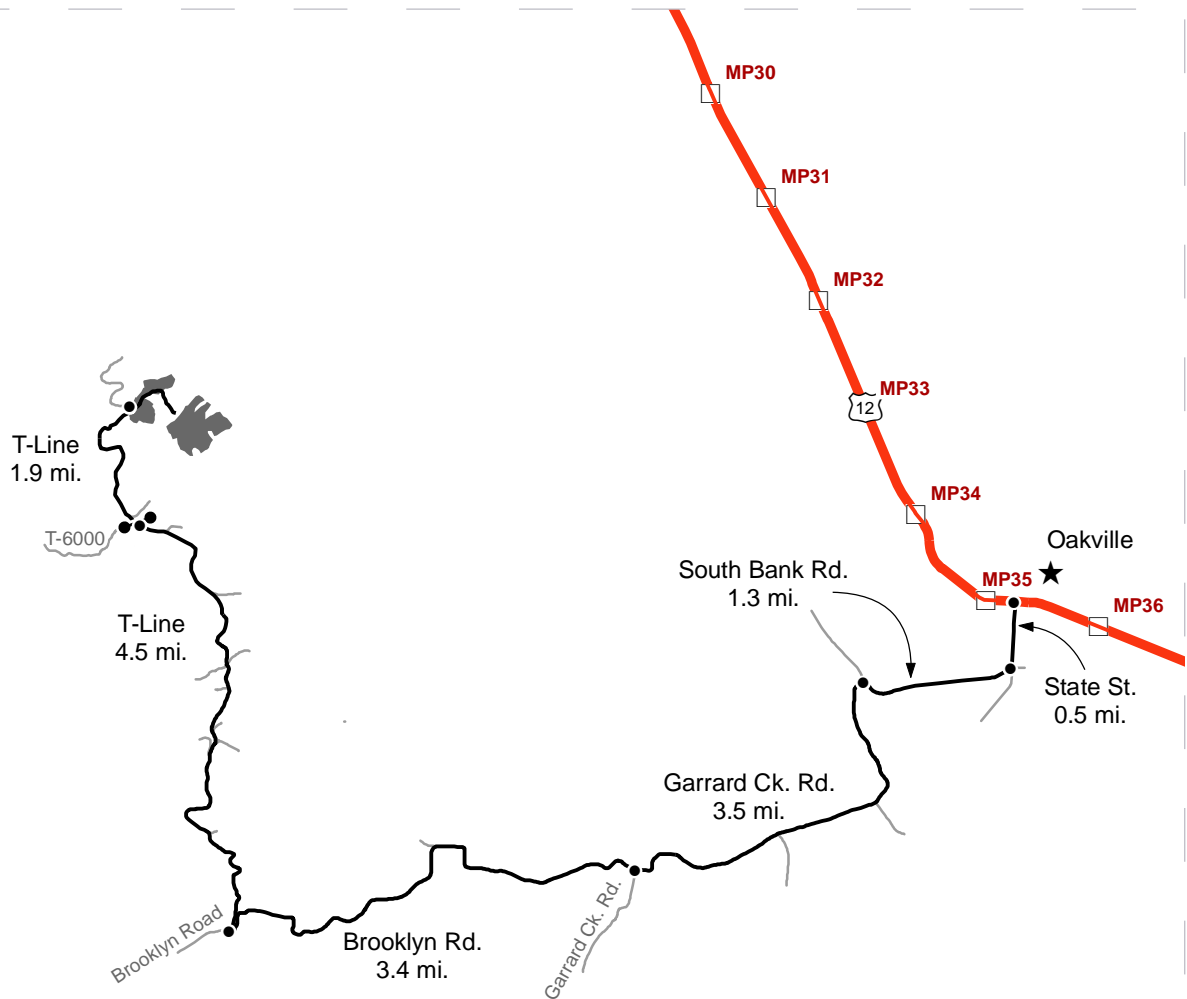 MP30
MP31
MP32
MP33
12
T-Line
1.9 mi.
MP34
T-6000
Oakville
South Bank Rd.
1.3 mi.
MP35
MP36
T-Line
4.5 mi.
State St.
0.5 mi.
Garrard Ck. Rd.
3.5 mi.
Brooklyn Road
Garrard Ck. Rd.
Brooklyn Rd.
3.4 mi.